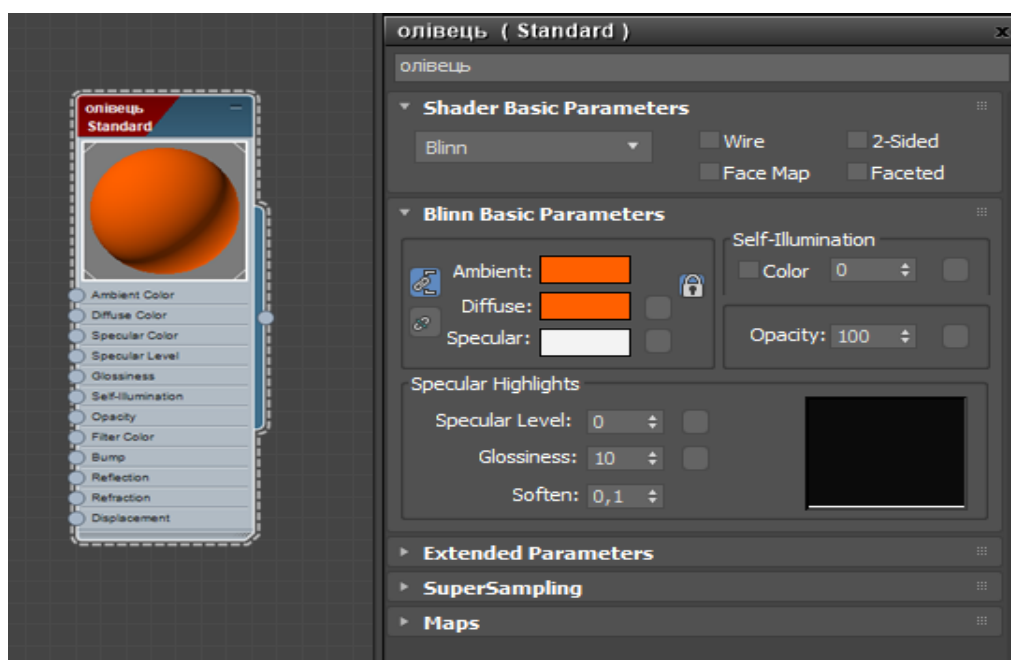 олівець
Standard
Ambient Color
Diffuse Color
Specular Color
Specular Level
Glossiness
Self-Illumination
Opacity
Filter Color
Bump
Reflection
Refraction
Displacement
олівець ( Standard )
олівець
Shader Basic Parameters
Blinn
Wire
2-Sided
Face Map
Faceted
Blinn Basic Parameters
Ambient:
Diffuse:
Specular:
Self-Illumination
Color 0
Opacity: 100
Specular Highlights
Specular Level: 0
Glossiness: 10
Soften: 0,1
Extended Parameters
SuperSampling
Maps